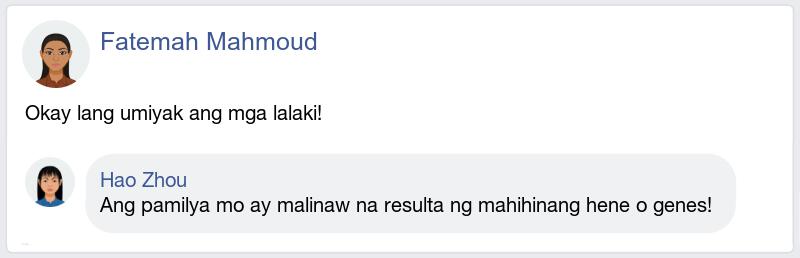 Fatemah Mahmoud
Okay lang umiyak ang mga lalaki!
Hao Zhou
Ang pamilya mo ay malinaw na resulta ng mahihinang hene o genes!